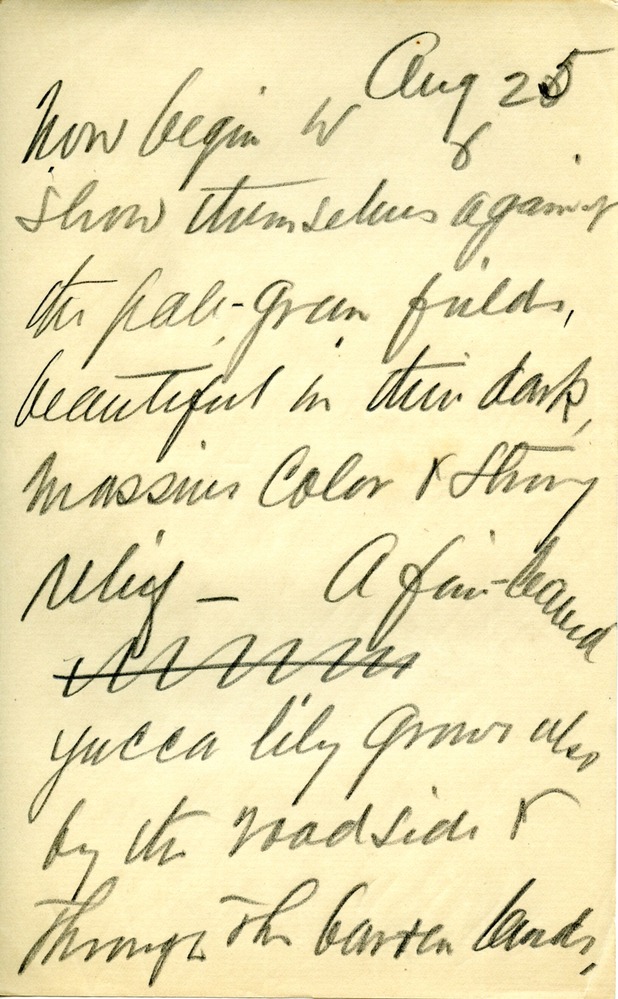 Aug 25
now begin to
show themselves against
the pale-green fields,
beautiful in their dark,
massive color & strong
relief — A fine-leaved
yucca lily grows also
by the roadside &
through the barren lands,